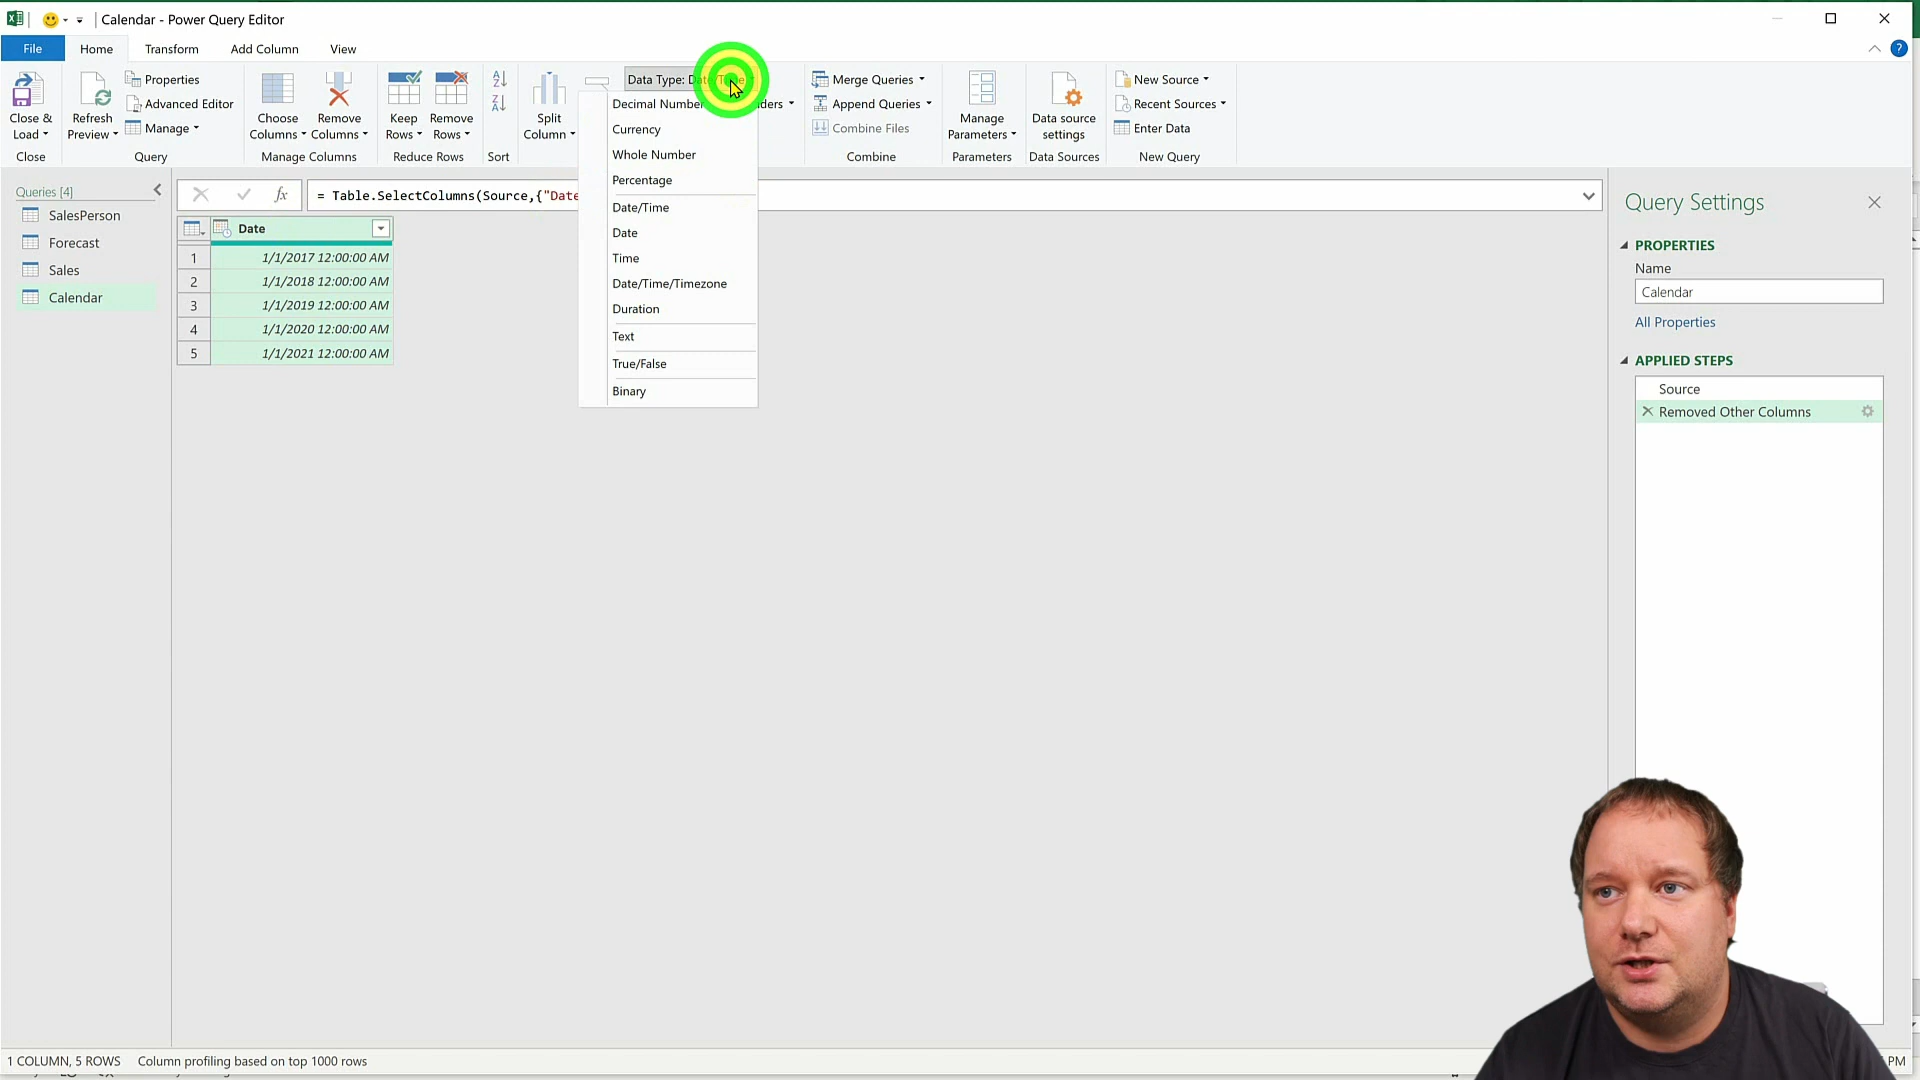 Calendar - Power Query Editor
File
Home
Transform
Add Column
View
Close &
Load
Close
Refresh
Preview
Properties
Advanced Editor
Manage
Query
Choose
Columns
Remove
Columns
Manage Columns
Keep
Rows
Remove
Rows
Reduce Rows
Sort
Split
Column
Data Type: Date/Time
Decimal Number
Currency
Whole Number
Percentage
Date/Time
Date
Time
Date/Time/Timezone
Duration
Text
True/False
Binary
Merge Queries
Append Queries
Combine Files
Combine
Manage
Parameters
Parameters
Data source
settings
Data Sources
New Source
Recent Sources
Enter Data
New Query
Queries [4]
SalesPerson
Forecast
Sales
Calendar
fx
= Table.SelectColumns(Source,{"Date
Date
1 1/1/2017 12:00:00 AM
2 1/1/2018 12:00:00 AM
3 1/1/2019 12:00:00 AM
4 1/1/2020 12:00:00 AM
5 1/1/2021 12:00:00 AM
Query Settings
PROPERTIES
Name
Calendar
All Properties
APPLIED STEPS
Source
Removed Other Columns
1 COLUMN, 5 ROWS
Column profiling based on top 1000 rows
PM